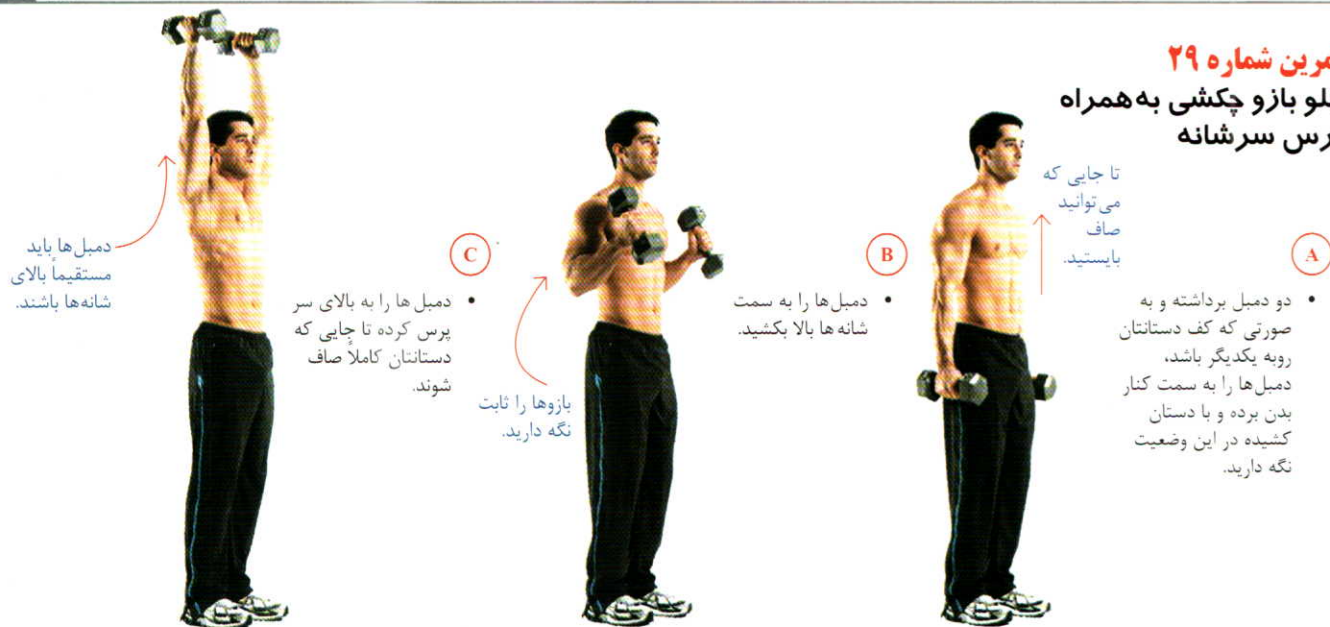 مرین شماره ۲۹
لو بازو چکشی به‌همراه
رس سرشانه
تا جایی که
می‌توانید
صاف
بایستید.
A
• دو دمبل برداشته و به
صورتی که کف دستانتان
روبه یکدیگر باشد،
دمبل‌ها را به سمت کنار
بدن برده و با دستان
کشیده در این وضعیت
نگه دارید.
B
• دمبل‌ها را به سمت
شانه‌ها بالا بکشید.
بازوها را ثابت
نگه دارید.
C
• دمبل ها را به بالای سر
پرس کرده تا جایی که
دستانتان کاملاً صاف
شوند.
دمبل‌ها باید
مستقیماً بالای
شانه‌ها باشند.